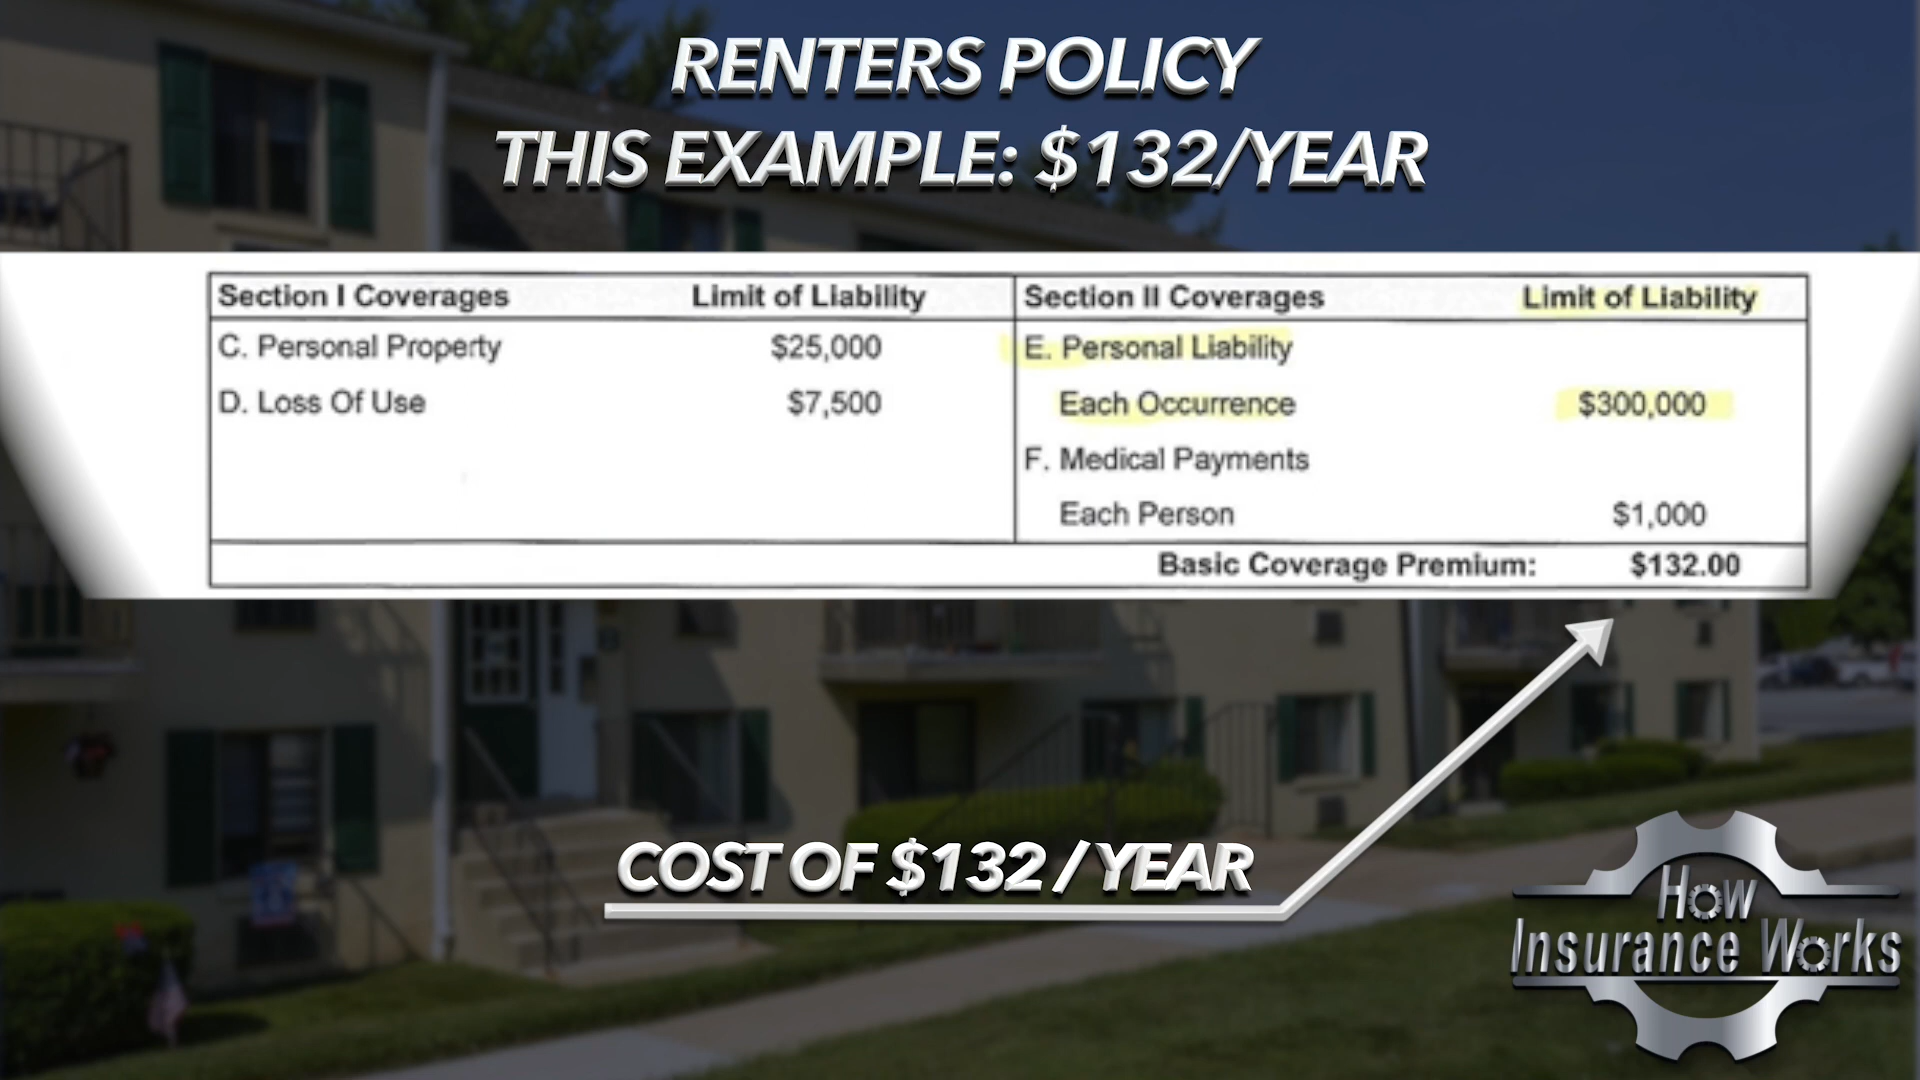 RENTERS POLICY
THIS EXAMPLE: $132/YEAR
Section I Coverages Limit of Liability Section II Coverages Limit of Liability
C. Personal Property $25,000 E. Personal Liability
D. Loss Of Use $7,500 Each Occurrence $300,000
F. Medical Payments
Each Person $1,000
Basic Coverage Premium: $132.00
COST OF $132 / YEAR
How
Insurance Works